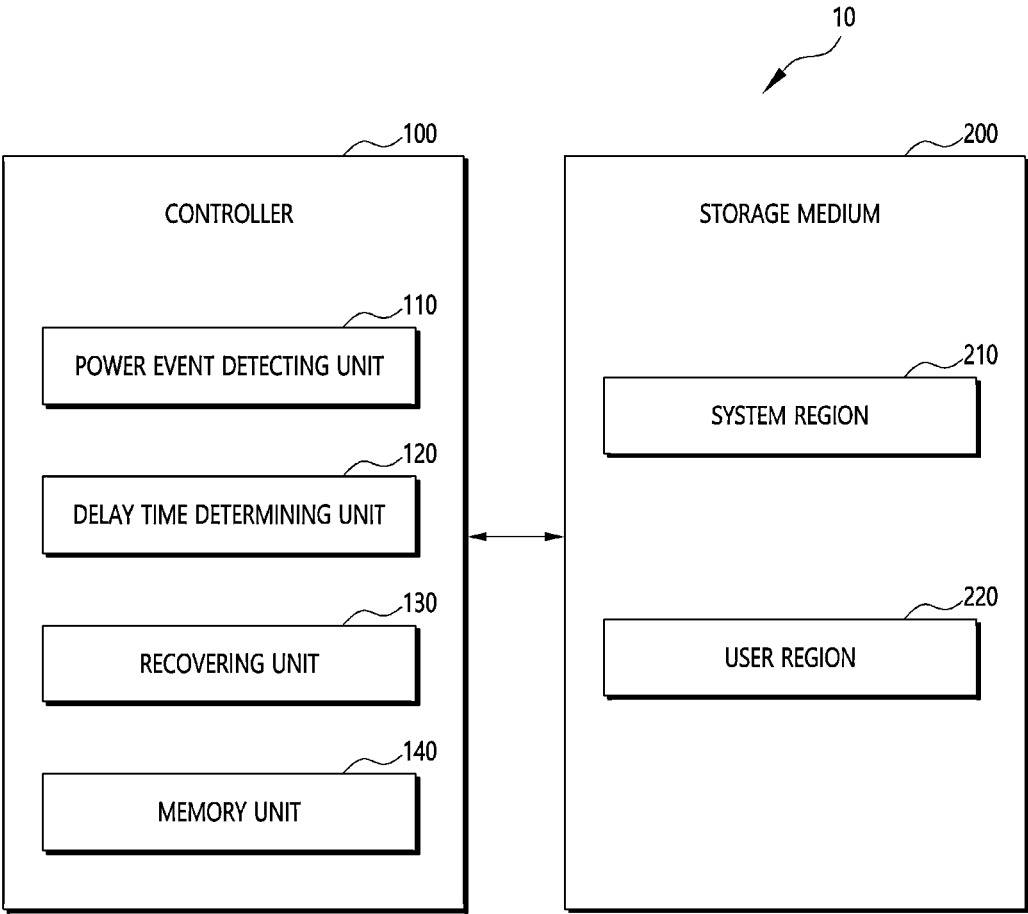 10
100
CONTROLLER
110
POWER EVENT DETECTING UNIT
120
DELAY TIME DETERMINING UNIT
130
RECOVERING UNIT
140
MEMORY UNIT
200
STORAGE MEDIUM
210
SYSTEM REGION
220
USER REGION